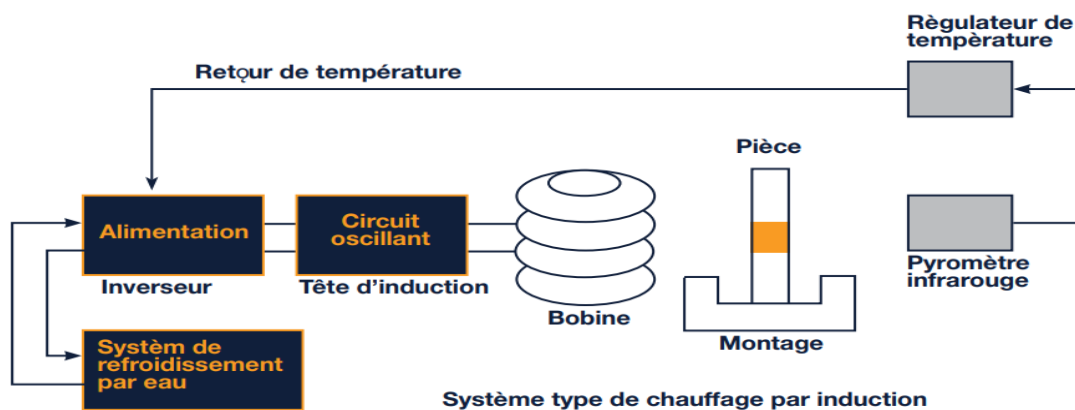 Règulateur de
tempèrature
Retour de température
Pièce
Alimentation
Circuit
oscillant
Inverseur
Tête d'induction
Bobine
Pyromètre
infrarouge
Montage
Systèm de
refroidissement
par eau
Système type de chauffage par induction